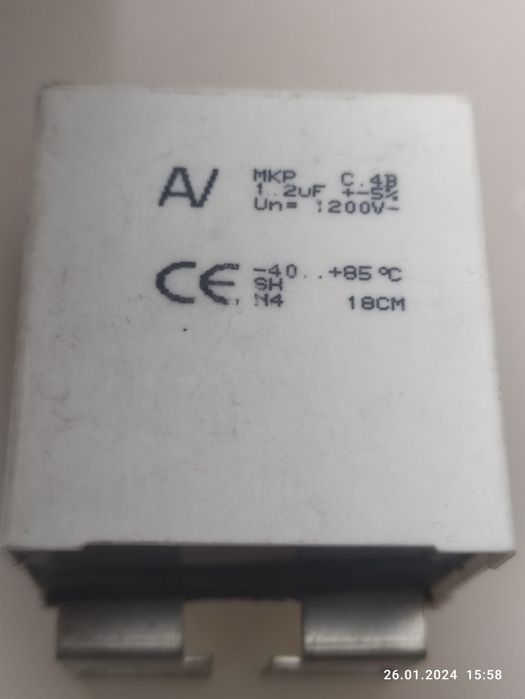 AV
MKP C.4B
1.2uF +-5%
Un= 1200V-
CE
-40..+85°C
SH
N4 18CM
26.01.2024 15:58